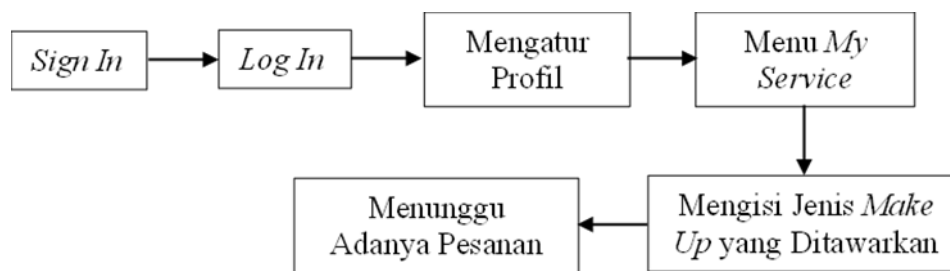 Sign In
Log In
Mengatur
Profil
Menu My
Service
Mengisi Jenis Make
Up yang Ditawarkan
Menunggu
Adanya Pesanan